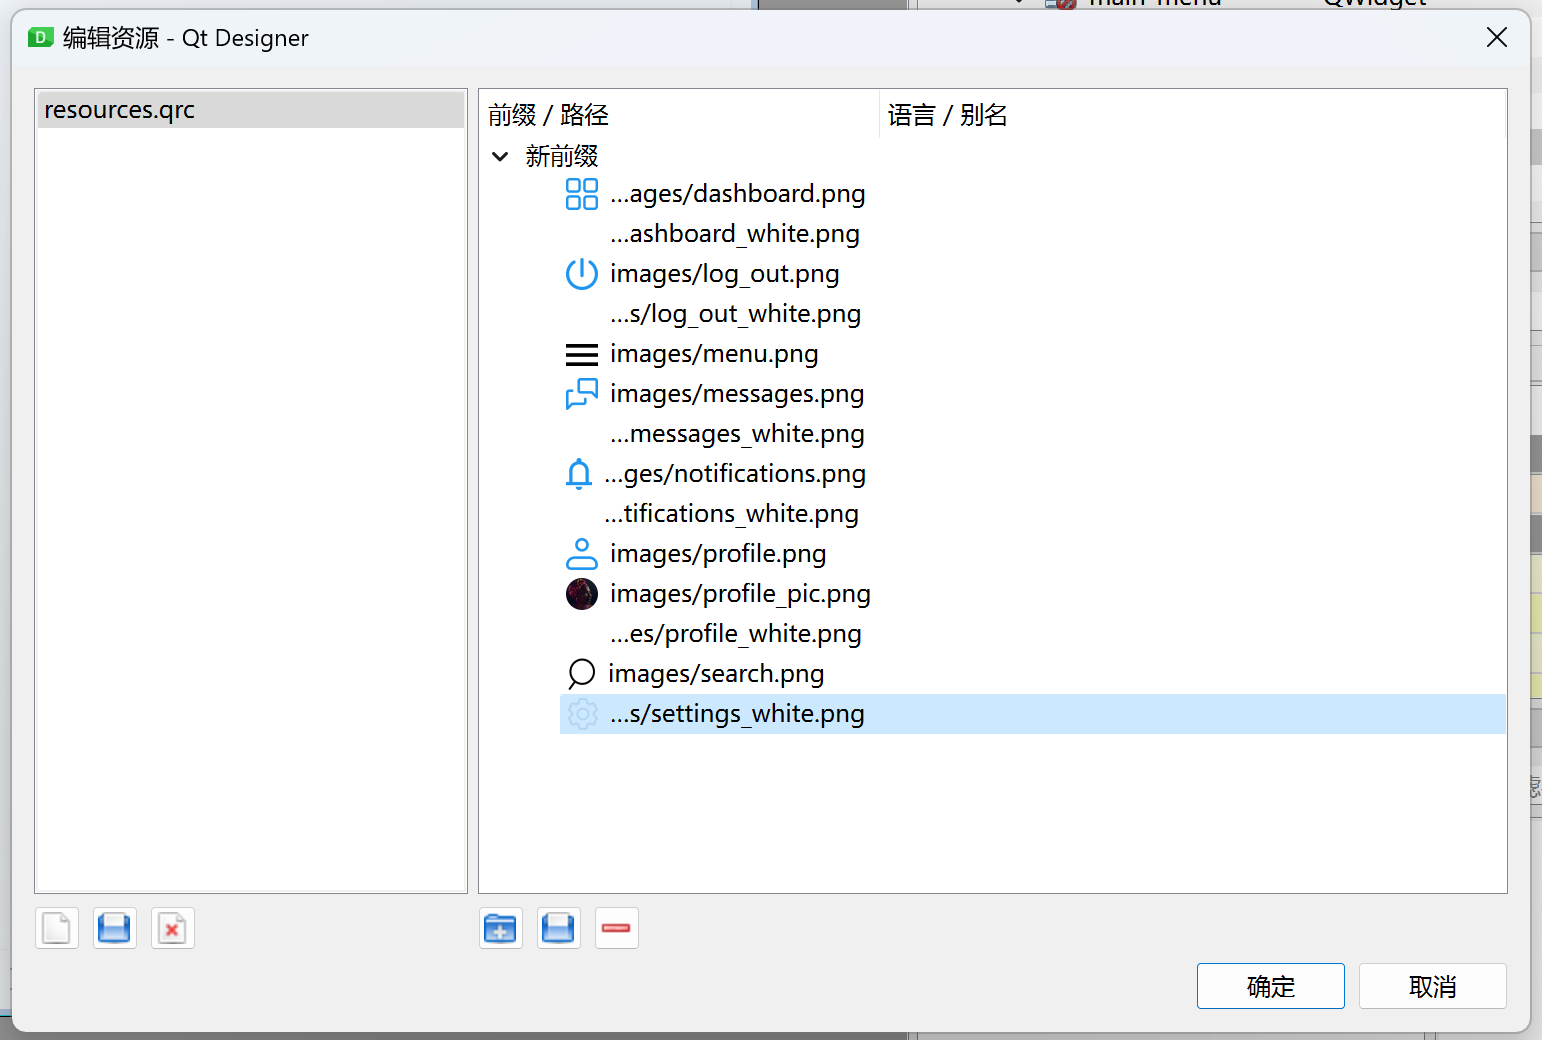 main_menu QWidget
编辑资源 - Qt Designer
resources.qrc
前缀 / 路径 语言 / 别名
新前缀
...ages/dashboard.png
...ashboard_white.png
images/log_out.png
...s/log_out_white.png
images/menu.png
images/messages.png
...messages_white.png
...ges/notifications.png
...tifications_white.png
images/profile.png
images/profile_pic.png
...es/profile_white.png
images/search.png
...s/settings_white.png
确定 取消